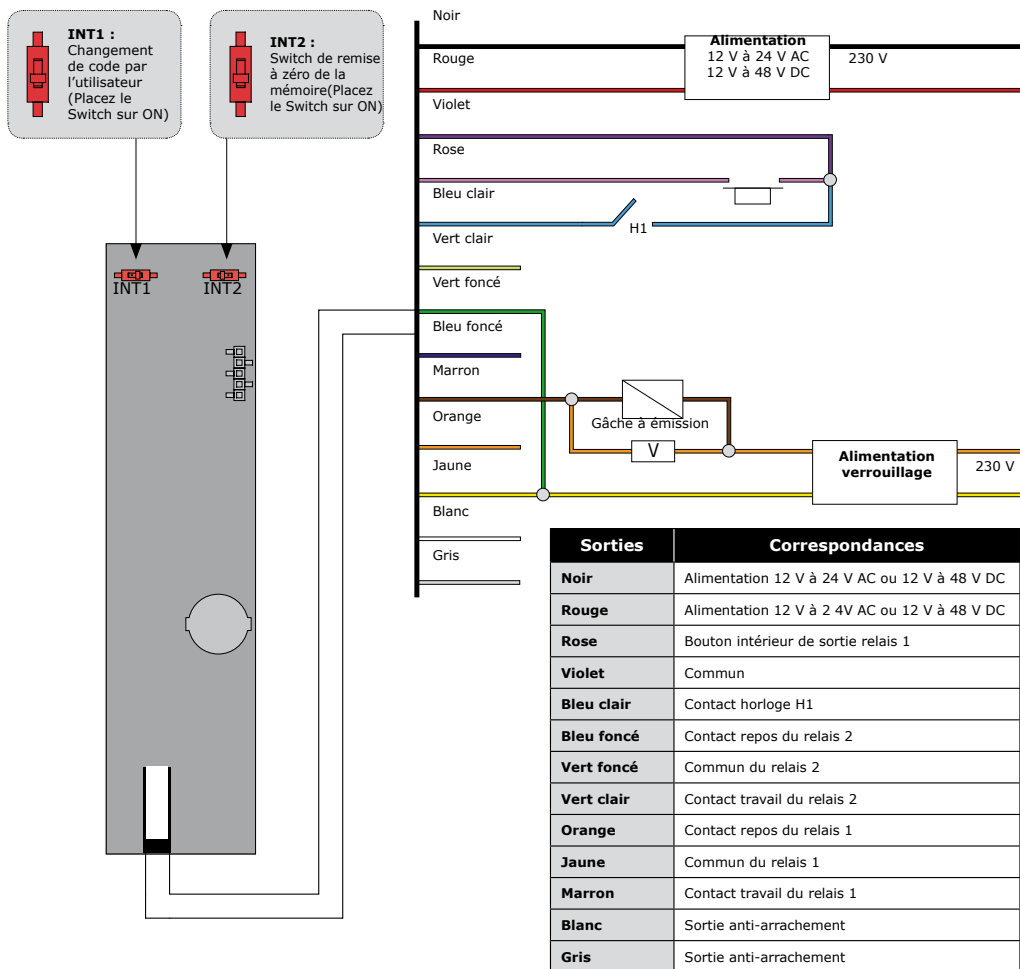 INT1 :
Changement
de code par
l'utilisateur
(Placez le
Switch sur ON)
INT2 :
Switch de remise
à zéro de la
mémoire(Placez
le Switch sur ON)
INT1
INT2
Noir
Rouge
Violet
Rose
Bleu clair
Vert clair
Vert foncé
Bleu foncé
Marron
Orange
Jaune
Blanc
Gris
Alimentation
12 V à 24 V AC
12 V à 48 V DC
230 V
H1
Gâche à émission
V
Alimentation
verrouillage
230 V
Sorties Correspondances
Noir Alimentation 12 V à 24 V AC ou 12 V à 48 V DC
Rouge Alimentation 12 V à 2 4V AC ou 12 V à 48 V DC
Rose Bouton intérieur de sortie relais 1
Violet Commun
Bleu clair Contact horloge H1
Bleu foncé Contact repos du relais 2
Vert foncé Commun du relais 2
Vert clair Contact travail du relais 2
Orange Contact repos du relais 1
Jaune Commun du relais 1
Marron Contact travail du relais 1
Blanc Sortie anti-arrachement
Gris Sortie anti-arrachement